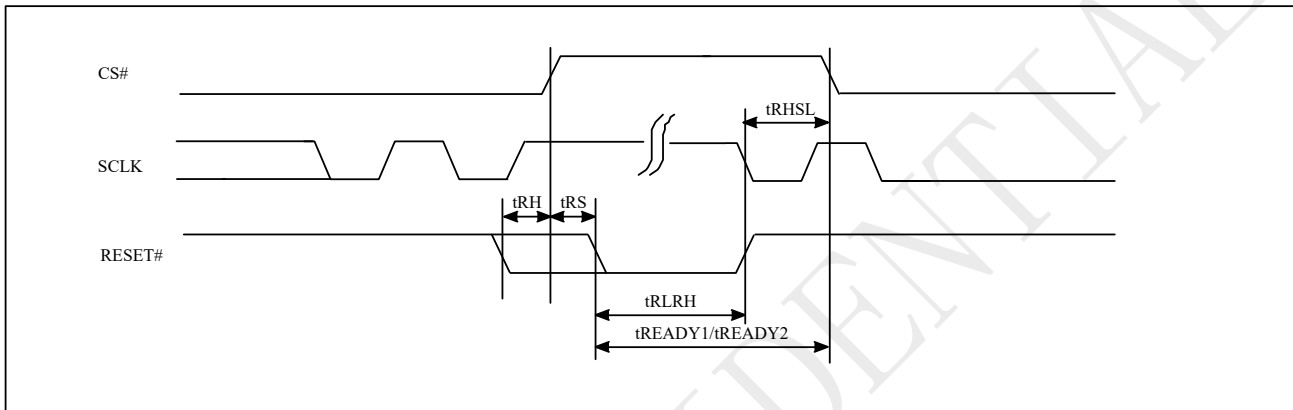 CS#
tRHSL
SCLK
tRH tRS
RESET#
tRLRH
tREADY1/tREADY2